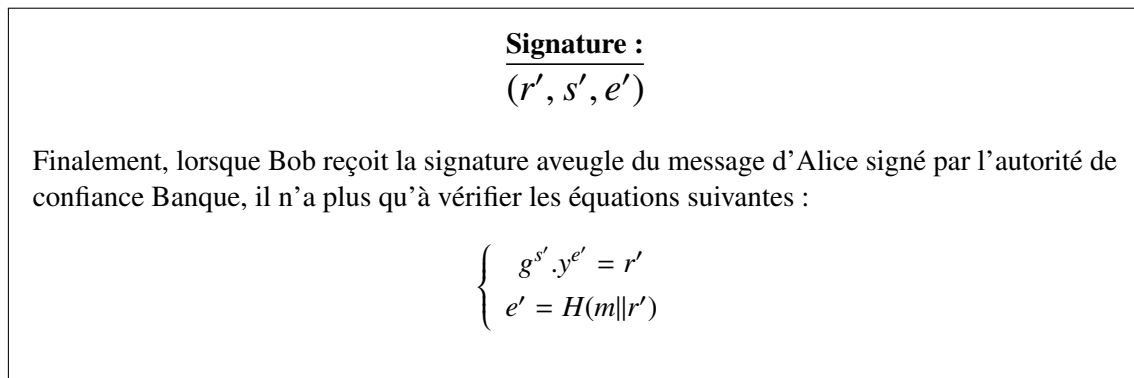 Signature :
(r′, s′, e′)
Finalement, lorsque Bob reçoit la signature aveugle du message d'Alice signé par l'autorité de
confiance Banque, il n'a plus qu'à vérifier les équations suivantes :
g^{s′}.y^{e′} = r′
e′ = H(m||r′)